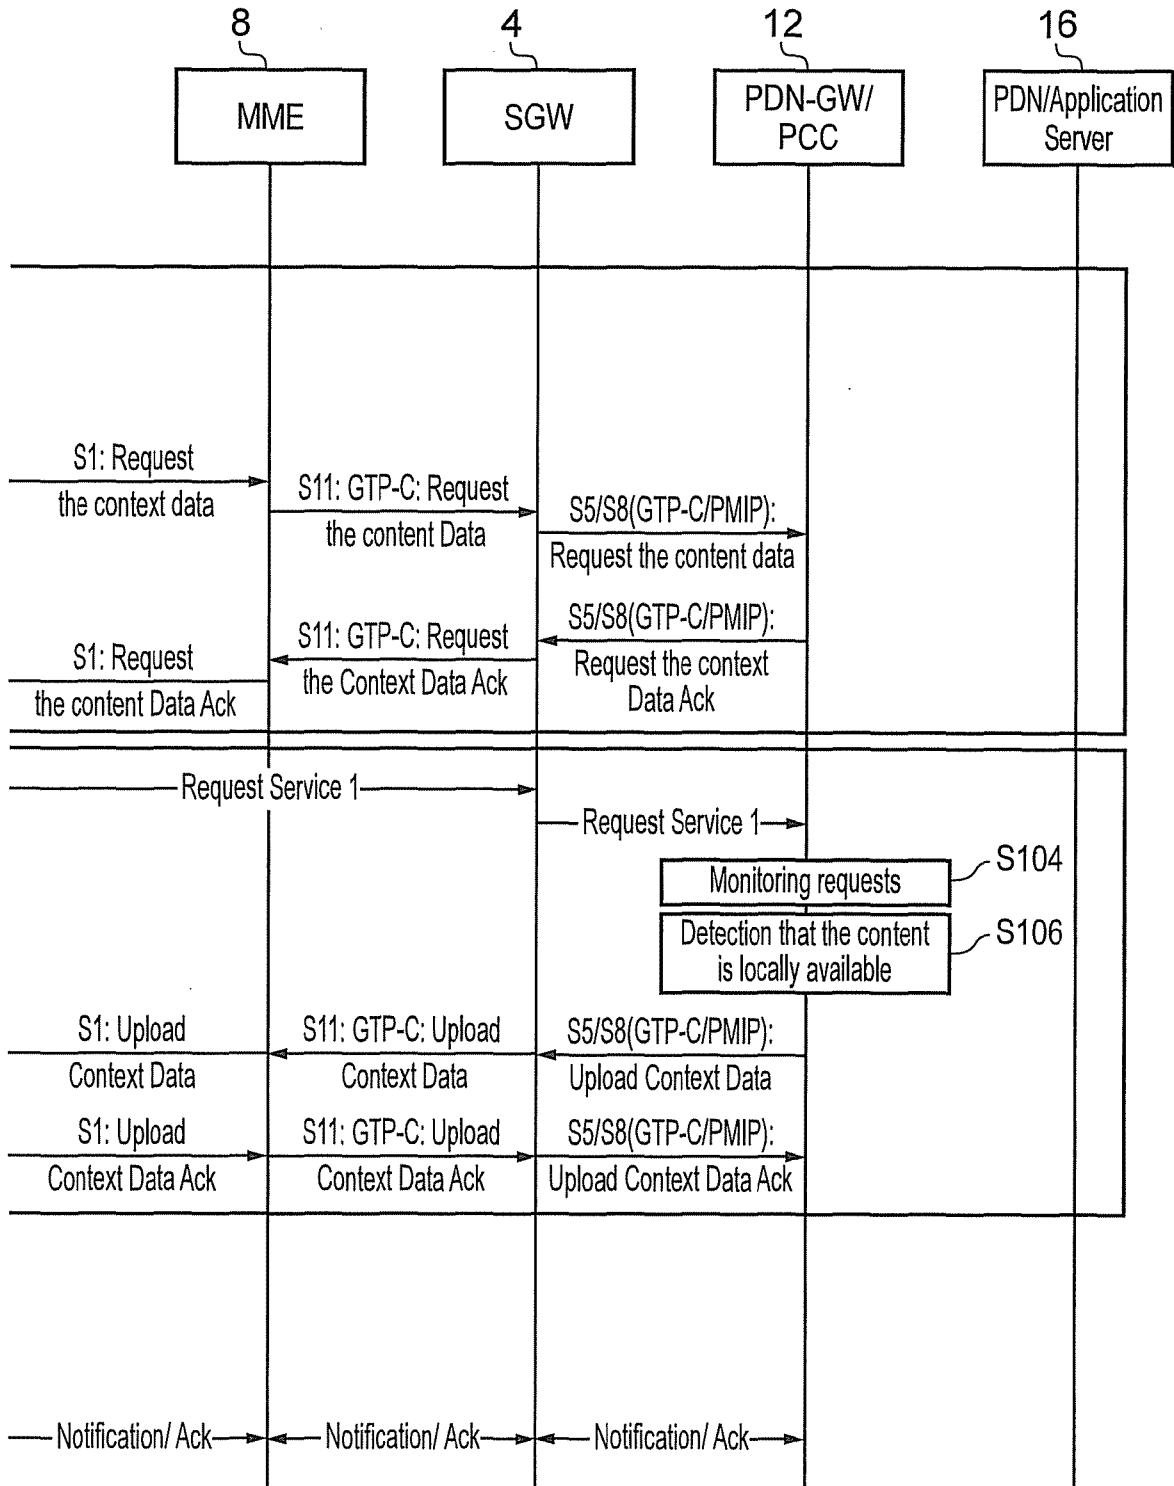 8
4
12
16
MME
SGW
PDN-GW/
PCC
PDN/Application
Server
S1: Request
the context data
S11: GTP-C: Request
the content Data
S5/S8(GTP-C/PMIP):
Request the content data
S5/S8(GTP-C/PMIP):
Request the context
Data Ack
S11: GTP-C: Request
the Context Data Ack
S1: Request
the content Data Ack
Request Service 1
Request Service 1
Monitoring requests
S104
Detection that the content
is locally available
S106
S1: Upload
Context Data
S11: GTP-C: Upload
Context Data
S5/S8(GTP-C/PMIP):
Upload Context Data
S1: Upload
Context Data Ack
S11: GTP-C: Upload
Context Data Ack
S5/S8(GTP-C/PMIP):
Upload Context Data Ack
Notification/ Ack
Notification/ Ack
Notification/ Ack